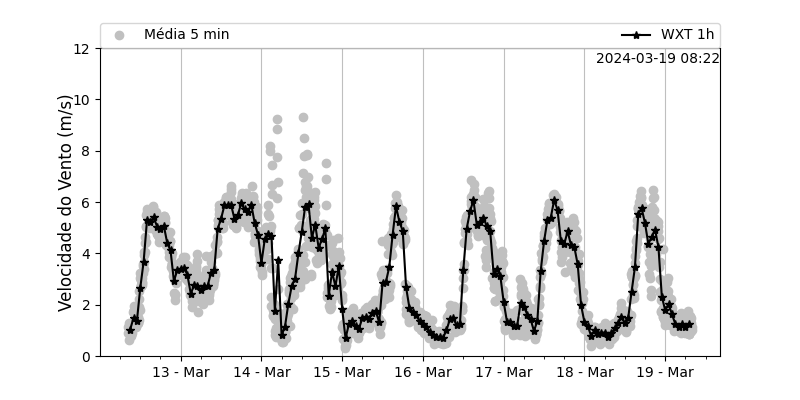 Média 5 min
WXT 1h
2024-03-19 08:22
Velocidade do Vento (m/s)
12
10
8
6
4
2
0
13 - Mar
14 - Mar
15 - Mar
16 - Mar
17 - Mar
18 - Mar
19 - Mar